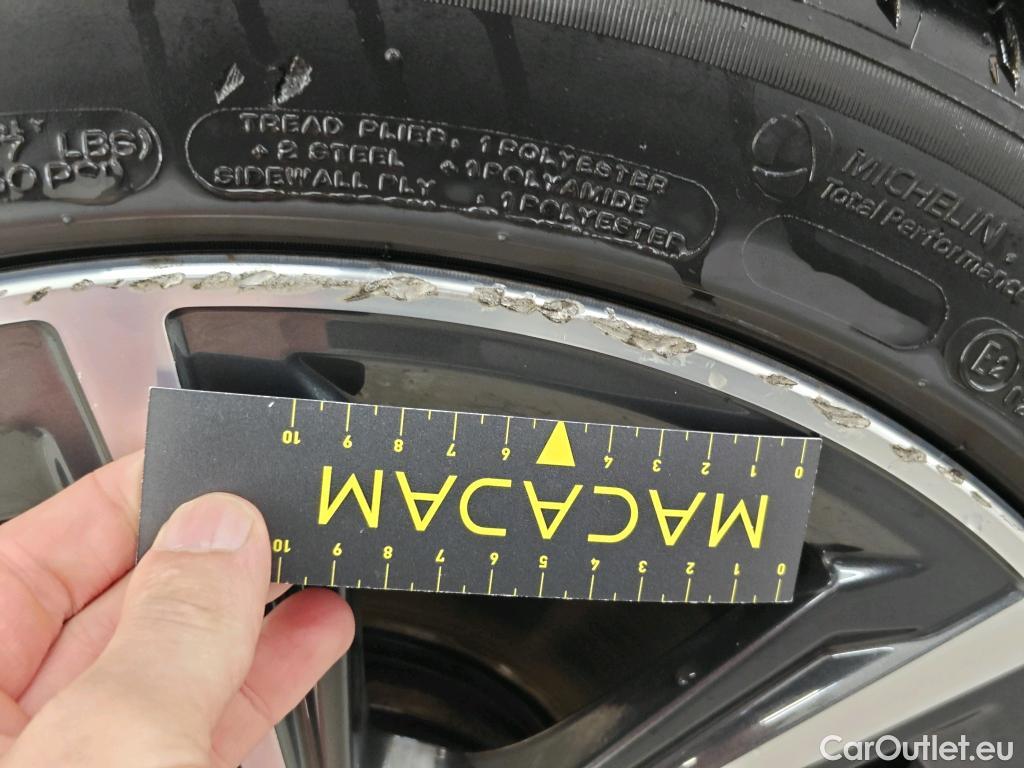 LBS)
TREAD PLIES: 1 POLYESTER
+ 2 STEEL + 1 POLYAMIDE
SIDEWALL PLY : 1 POLYESTER
MICHELIN
Total Performance
E2
10 9 8 7 6 4 3 2 1 0
MACADAM
10 9 8 7 6 5 4 3 2 1 0
CarOutlet.eu